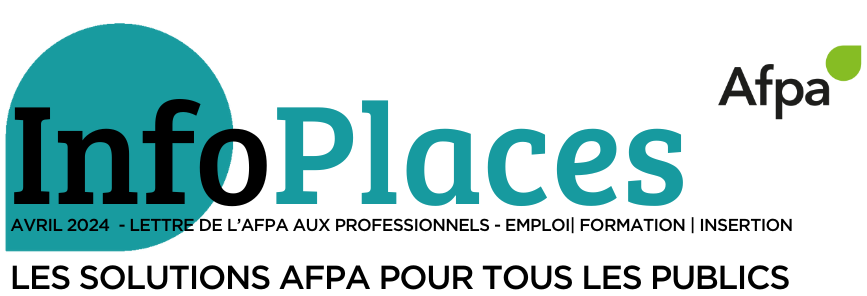 Afpa
InfoPlaces
AVRIL 2024 - LETTRE DE L'AFPA AUX PROFESSIONNELS - EMPLOI| FORMATION | INSERTION
LES SOLUTIONS AFPA POUR TOUS LES PUBLICS